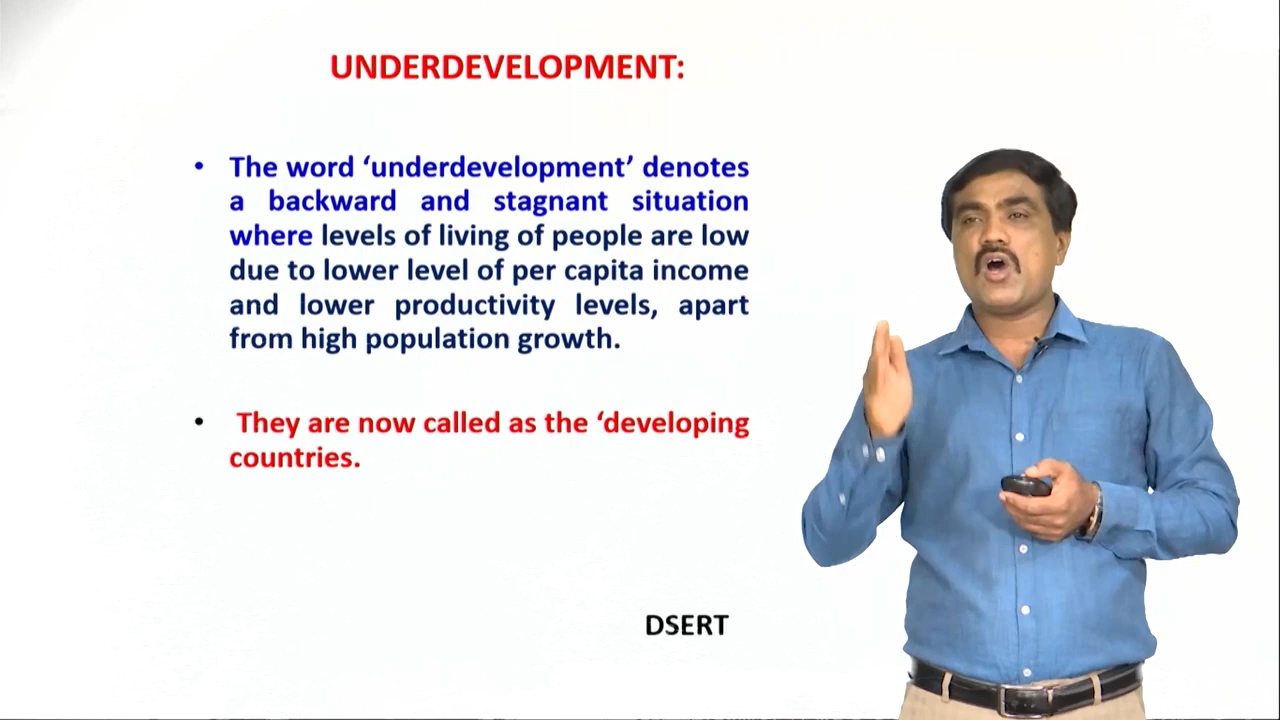 UNDERDEVELOPMENT:
• The word ‘underdevelopment’ denotes
a backward and stagnant situation
where levels of living of people are low
due to lower level of per capita income
and lower productivity levels, apart
from high population growth.
• They are now called as the ‘developing
countries.
DSERT